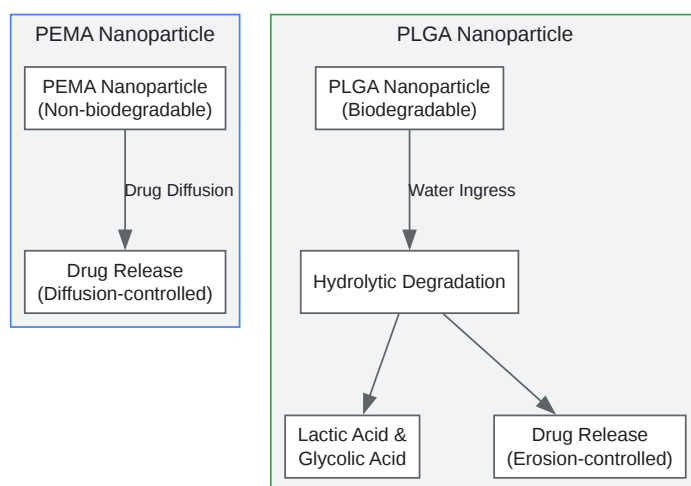 PEMA Nanoparticle
PEMA Nanoparticle
(Non-biodegradable)
Drug Diffusion
Drug Release
(Diffusion-controlled)
PLGA Nanoparticle
PLGA Nanoparticle
(Biodegradable)
Water Ingress
Hydrolytic Degradation
Lactic Acid &
Glycolic Acid
Drug Release
(Erosion-controlled)